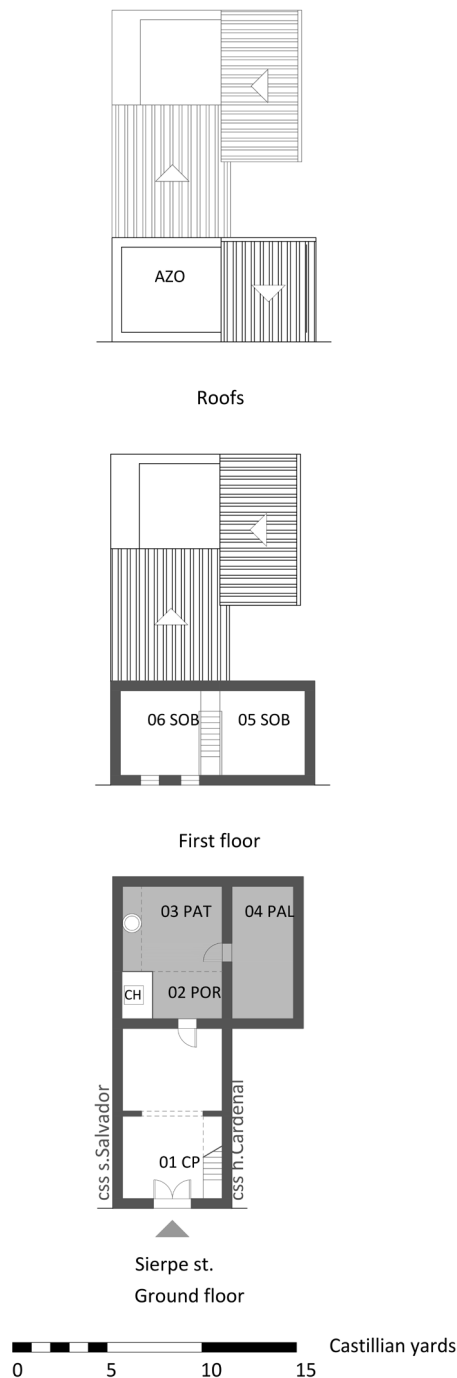 AZO
Roofs
06 SOB
05 SOB
First floor
03 PAT
04 PAL
CH
02 POR
css s.Salvador
css h.Cardenal
01 CP
Sierpe st.
Ground floor
Castillian yards
0 5 10 15